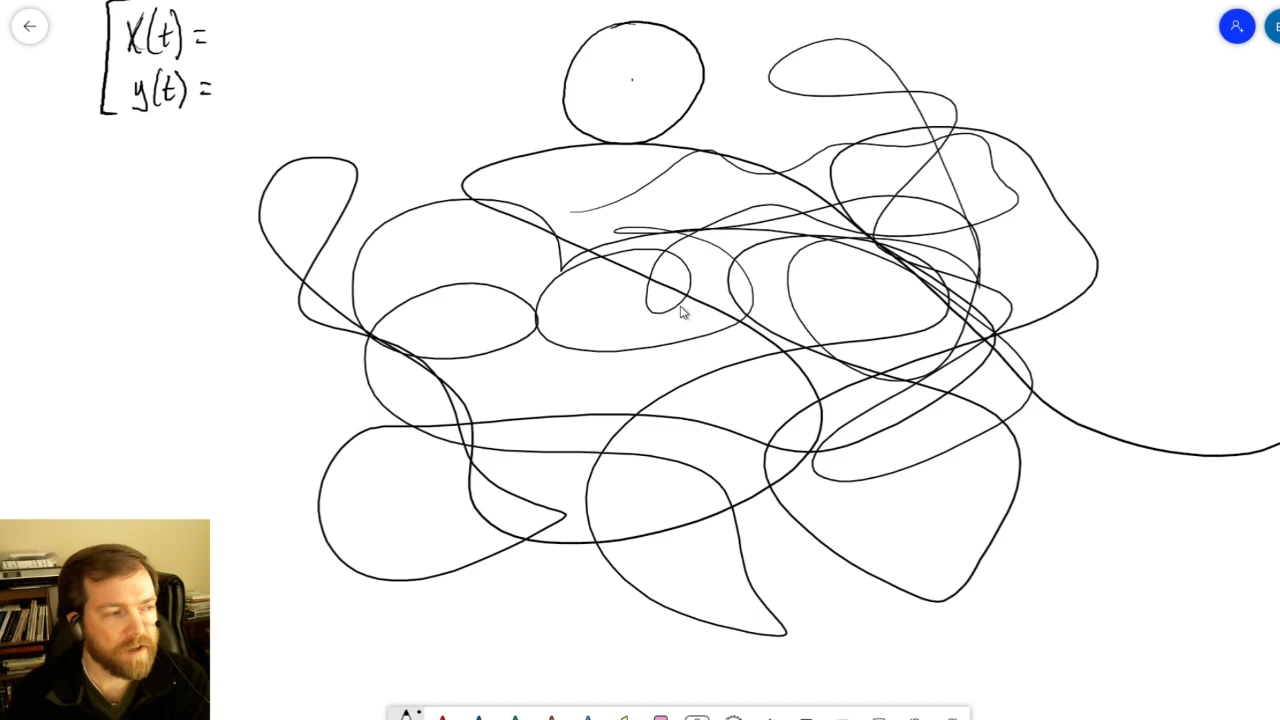 x(t) =
y(t) =